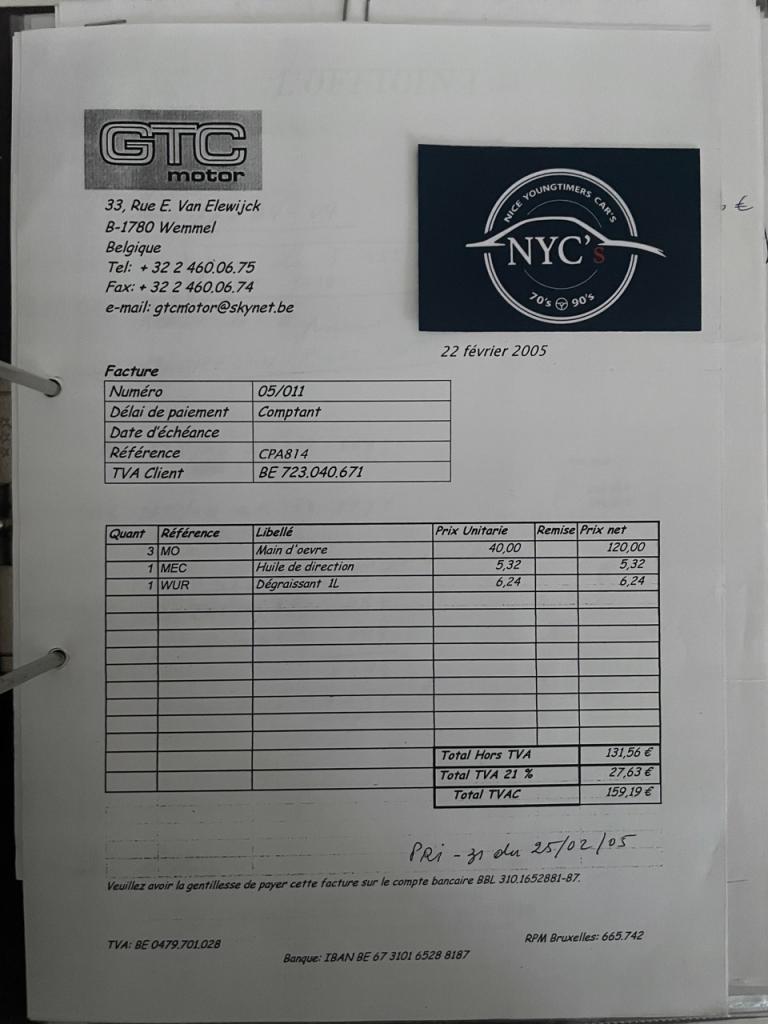 GTC
motor
33, Rue E. Van Elewijck
B-1780 Wemmel
Belgique
Tel: + 32 2 460.06.75
Fax: + 32 2 460.06.74
e-mail: gtcmotor@skynet.be
NICE YOUNGTIMERS CAR'S
NYC's
70's 90's
€
22 février 2005
Facture
Numéro 05/011
Délai de paiement Comptant
Date d'échéance
Référence CPA814
TVA Client BE 723.040.671
Quant Référence Libellé Prix Unitarie Remise Prix net
3 MO Main d'oevre 40,00 120,00
1 MEC Huile de direction 5,32 5,32
1 WUR Dégraissant 1L 6,24 6,24
Total Hors TVA 131,56 €
Total TVA 21 % 27,63 €
Total TVAC 159,19 €
du 25/02/05
Veuillez avoir la gentillesse de payer cette facture sur le compte bancaire BBL 310.1652881-87.
TVA: BE 0479.701.028
RPM Bruxelles: 665.742
Banque: IBAN BE 67 3101 6528 8187